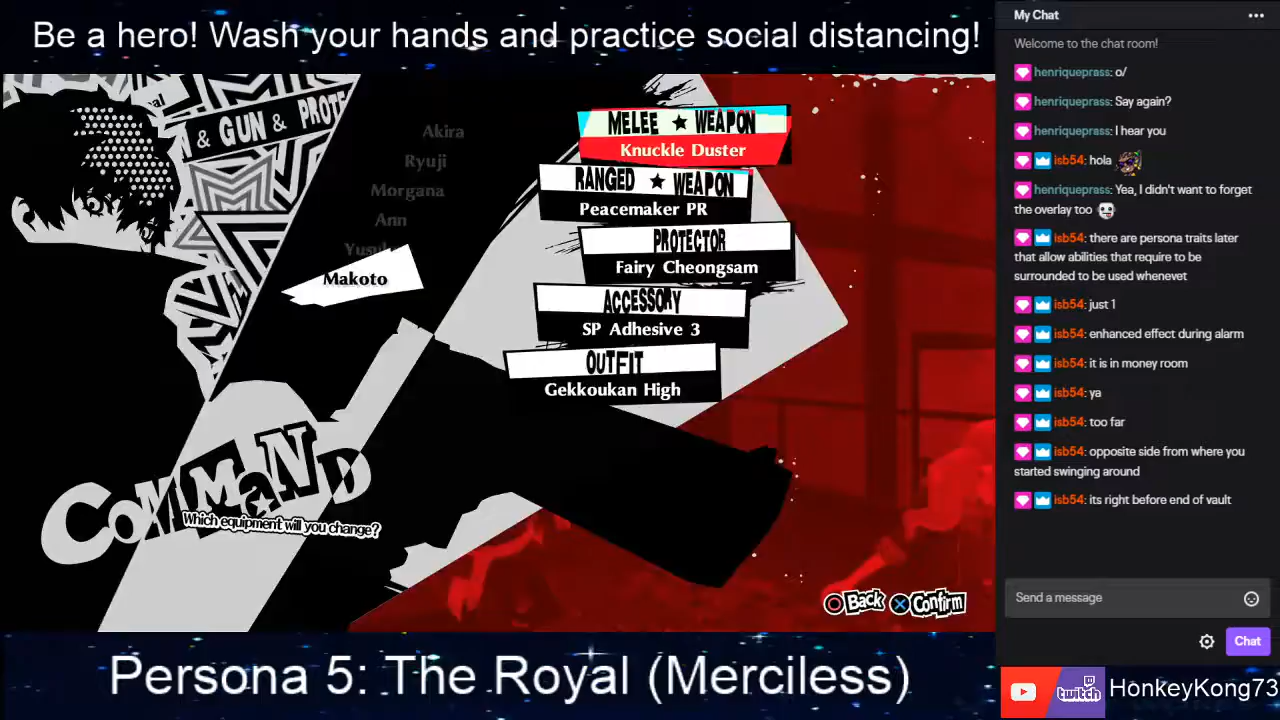 Be a hero! Wash your hands and practice social distancing!
& GUN & PROTE
Akira
Ryuji
Morgana
Ann
Yusuk
Makoto
MELEE ★ WEAPON
Knuckle Duster
RANGED ★ WEAPON
Peacemaker PR
PROTECTOR
Fairy Cheongsam
ACCESSORY
SP Adhesive 3
OUTFIT
Gekkoukan High
COMMAND
Which equipment will you change?
Back Confirm
Persona 5: The Royal (Merciless)
My Chat
Welcome to the chat room!
henriqueprass: o/
henriqueprass: Say again?
henriqueprass: I hear you
isb54: hola
henriqueprass: Yea, I didn't want to forget
the overlay too
isb54: there are persona traits later
that allow abilities that require to be
surrounded to be used whenevet
isb54: just 1
isb54: enhanced effect during alarm
isb54: it is in money room
isb54: ya
isb54: too far
isb54: opposite side from where you
started swinging around
isb54: its right before end of vault
Send a message
Chat
twitch
HonkeyKong73